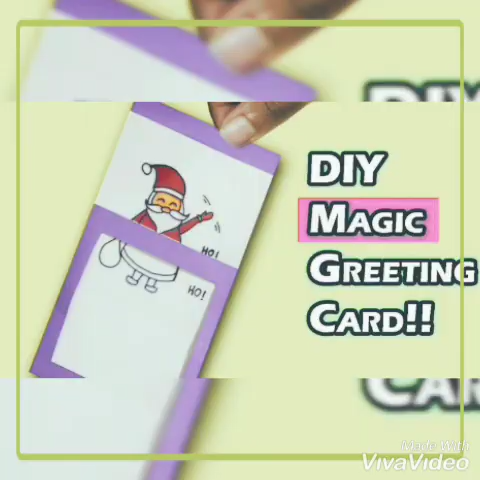 DIY
MAGIC
GREETING
CARD!!
HO!
HO!
Made With
VivaVideo